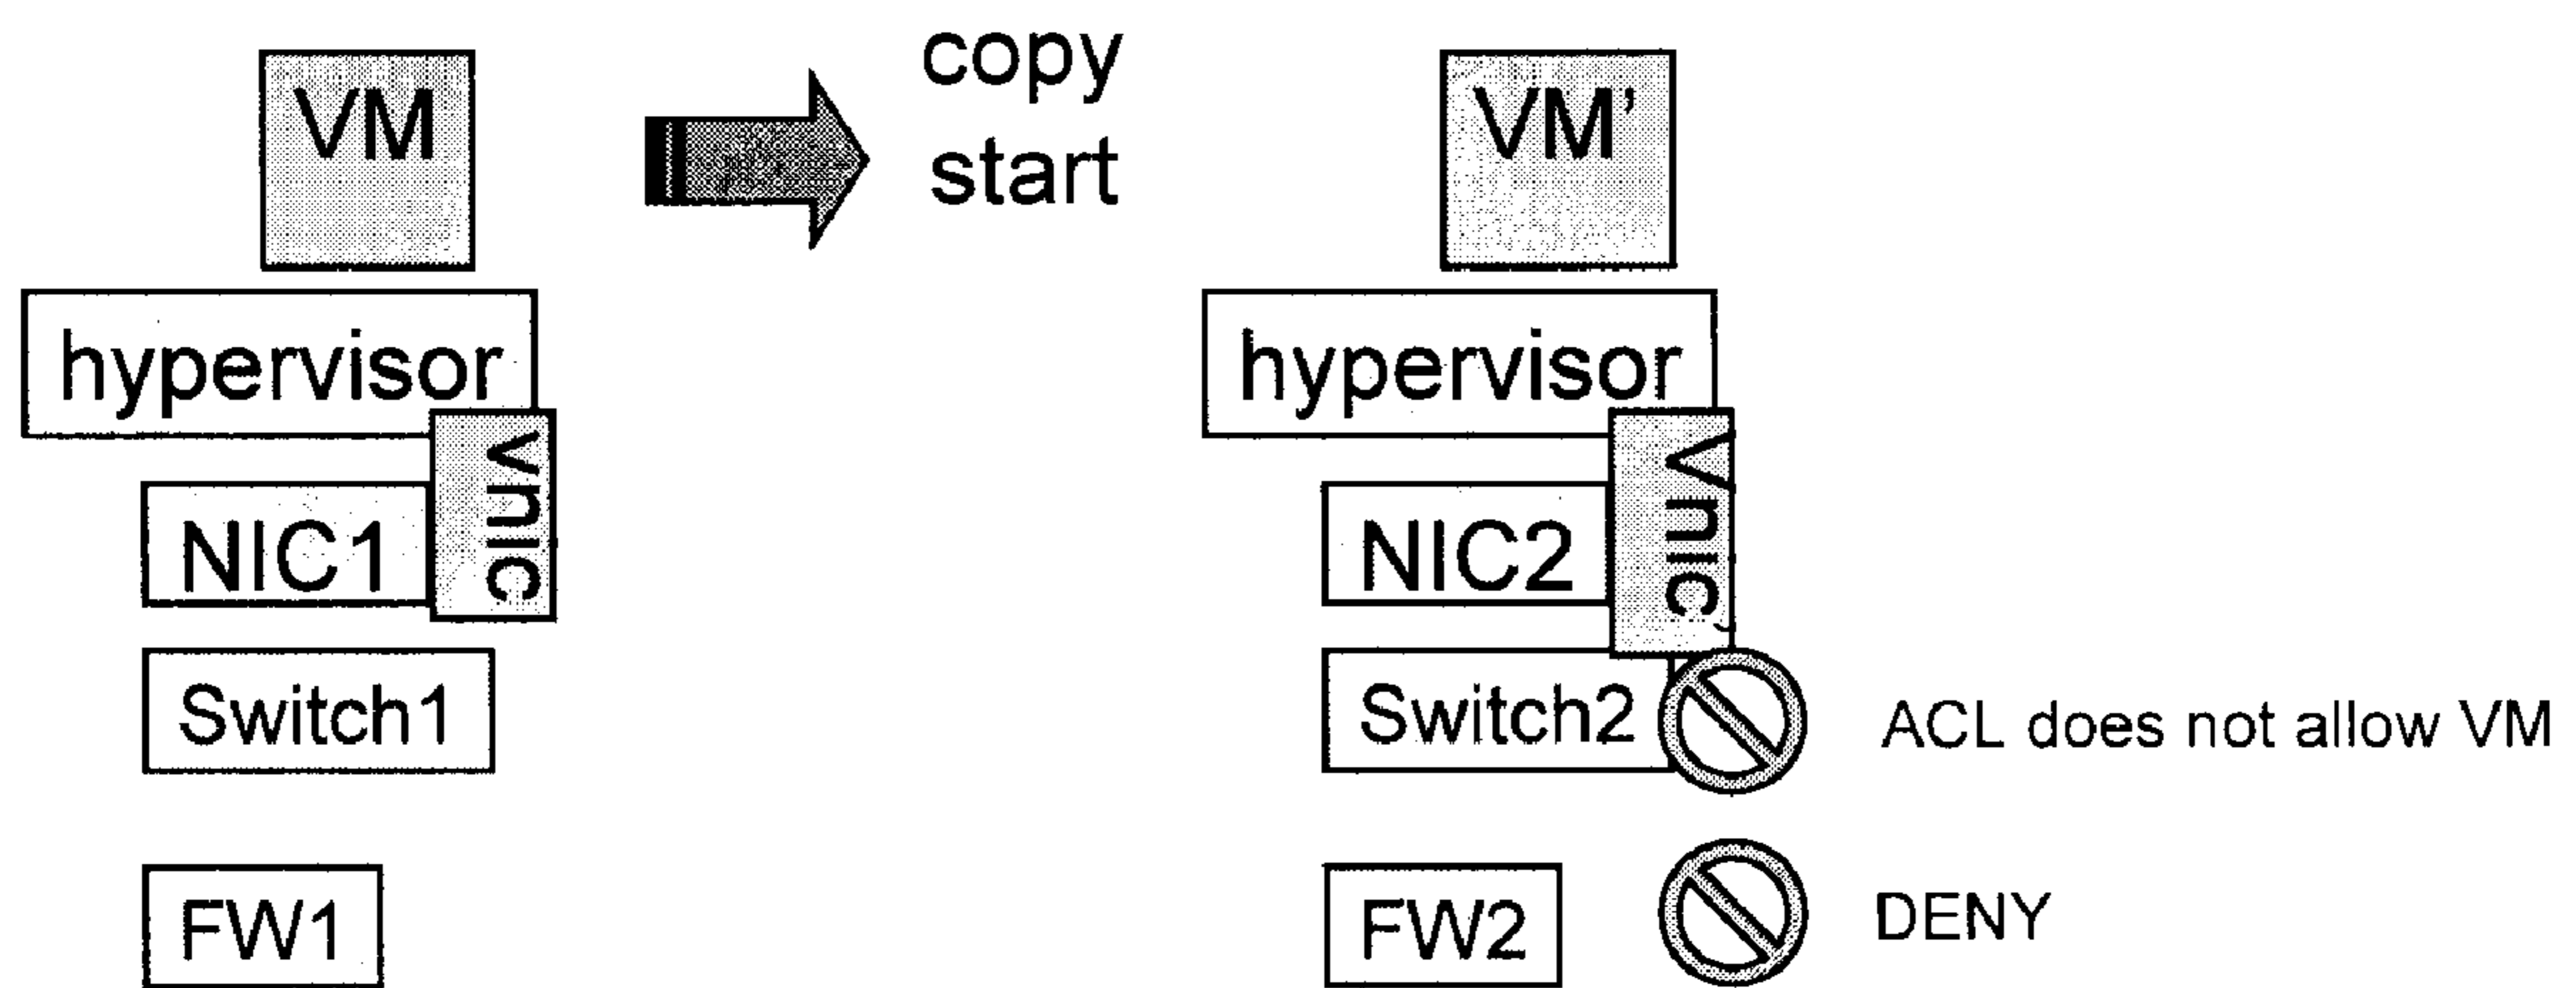 VM
copy
start
VM'
hypervisor
hypervisor
vnic
Vnic'
NIC1
NIC2
Switch1
Switch2
ACL does not allow VM
FW1
FW2
DENY